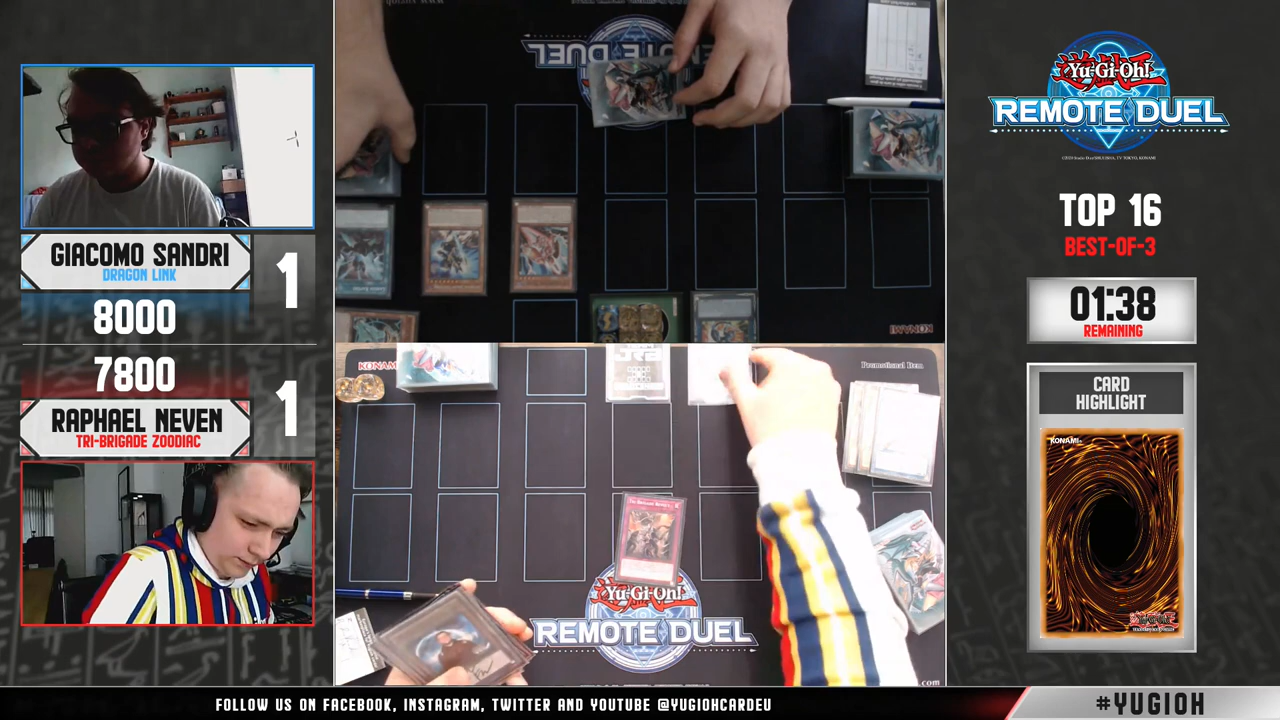 GIACOMO SANDRI
DRAGON LINK
1
8000
7800
1
RAPHAEL NEVEN
TRI-BRIGADE ZOODIAC
DUEL
KONAMI
KONAMI
Promotional Item
Yu-Gi-Oh!
REMOTE DUEL
.com
Yu-Gi-Oh!
REMOTE DUEL
TOP 16
BEST-OF-3
01:38
REMAINING
CARD
HIGHLIGHT
KONAMI
FOLLOW US ON FACEBOOK, INSTAGRAM, TWITTER AND YOUTUBE @YUGIOHCARDEU
#YUGIOH